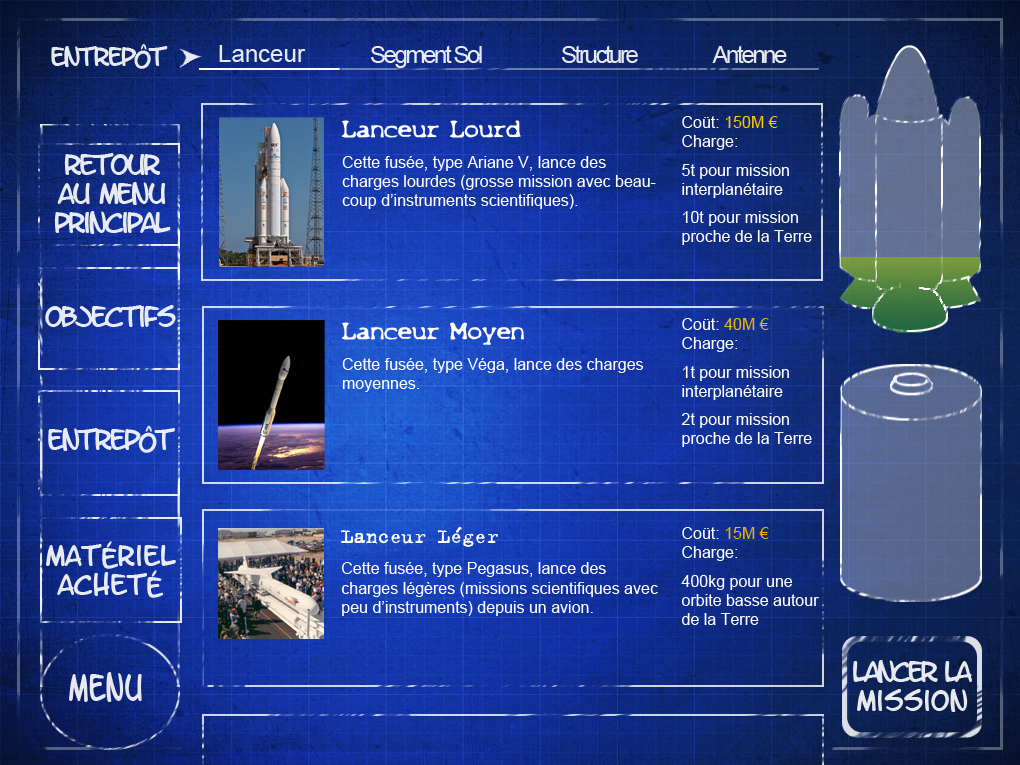 ENTREPÔT Lanceur Segment Sol Structure Antenne
RETOUR
AU MENU
PRINCIPAL
OBJECTIFS
ENTREPÔT
MATÉRIEL
ACHETÉ
MENU
Lanceur Lourd
Cette fusée, type Ariane V, lance des
charges lourdes (grosse mission avec beau-
coup d'instruments scientifiques).
Coût: 150M €
Charge:
5t pour mission
interplanétaire
10t pour mission
proche de la Terre
Lanceur Moyen
Cette fusée, type Véga, lance des charges
moyennes.
Coût: 40M €
Charge:
1t pour mission
interplanétaire
2t pour mission
proche de la Terre
Lanceur Léger
Cette fusée, type Pegasus, lance des
charges légères (missions scientifiques avec
peu d'instruments) depuis un avion.
Coût: 15M €
Charge:
400kg pour une
orbite basse autour
de la Terre
LANCER LA
MISSION